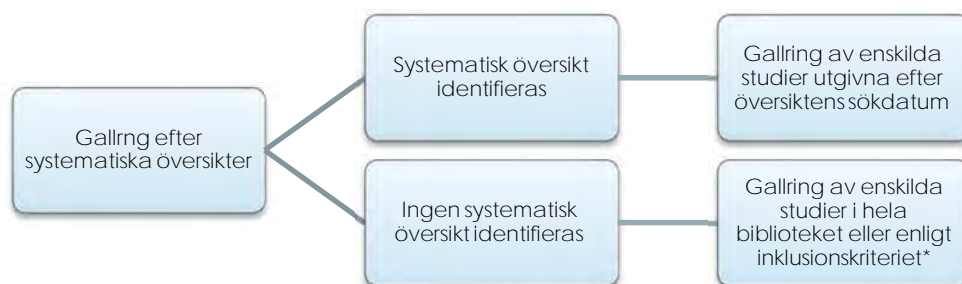 Gallrng efter
systematiska översikter
Systematisk översikt
identifieras
Gallring av enskilda
studier utgivna efter
översiktens sökdatum
Ingen systematisk
översikt identifieras
Gallring av enskilda
studier i hela
biblioteket eller enligt
inklusionskriteriet*